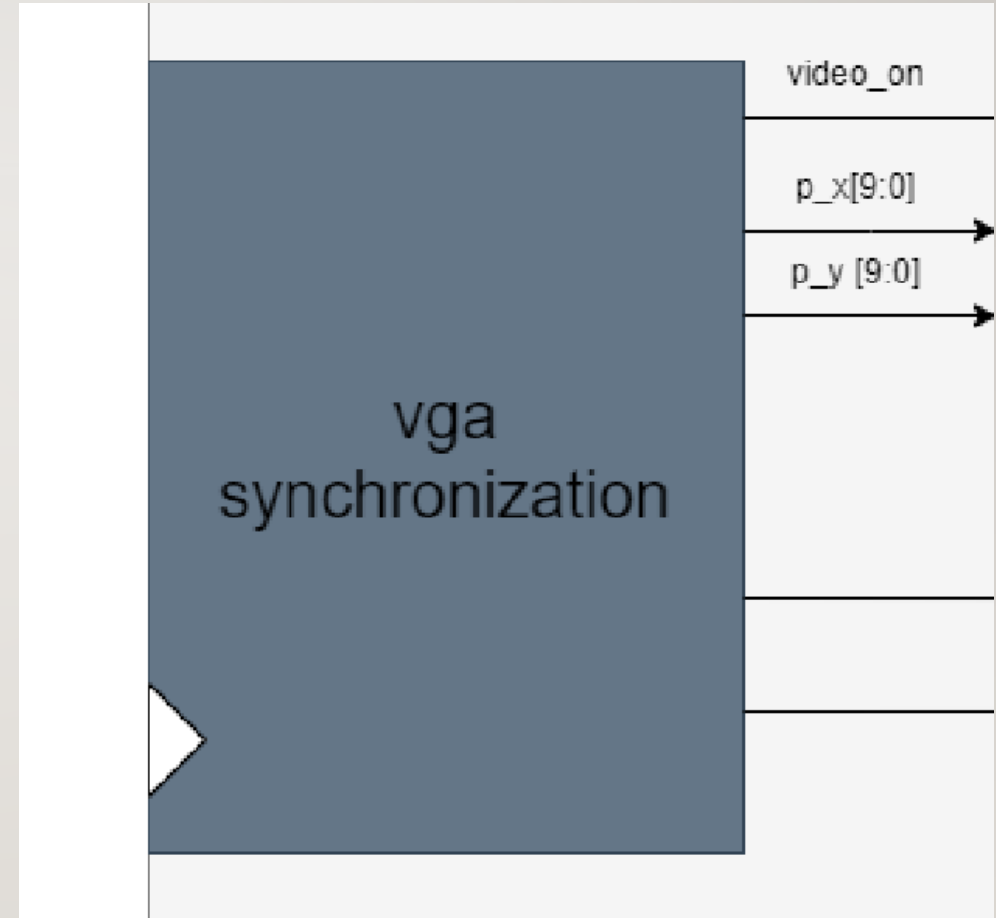 video_on
p_x[9:0]
p_y [9:0]
vga
synchronization